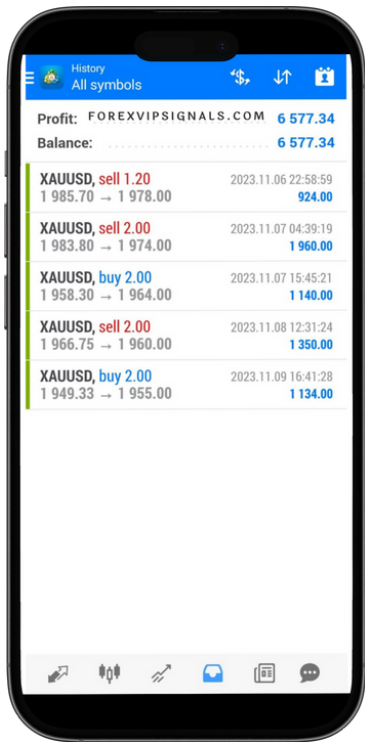 History
All symbols
Profit: FOREXVIPSIGNALS.COM 6 577.34
Balance: 6 577.34
XAUUSD, sell 1.20 2023.11.06 22:58:59
1 985.70 → 1 978.00 924.00
XAUUSD, sell 2.00 2023.11.07 04:39:19
1 983.80 → 1 974.00 1 960.00
XAUUSD, buy 2.00 2023.11.07 15:45:21
1 958.30 → 1 964.00 1 140.00
XAUUSD, sell 2.00 2023.11.08 12:31:24
1 966.75 → 1 960.00 1 350.00
XAUUSD, buy 2.00 2023.11.09 16:41:28
1 949.33 → 1 955.00 1 134.00